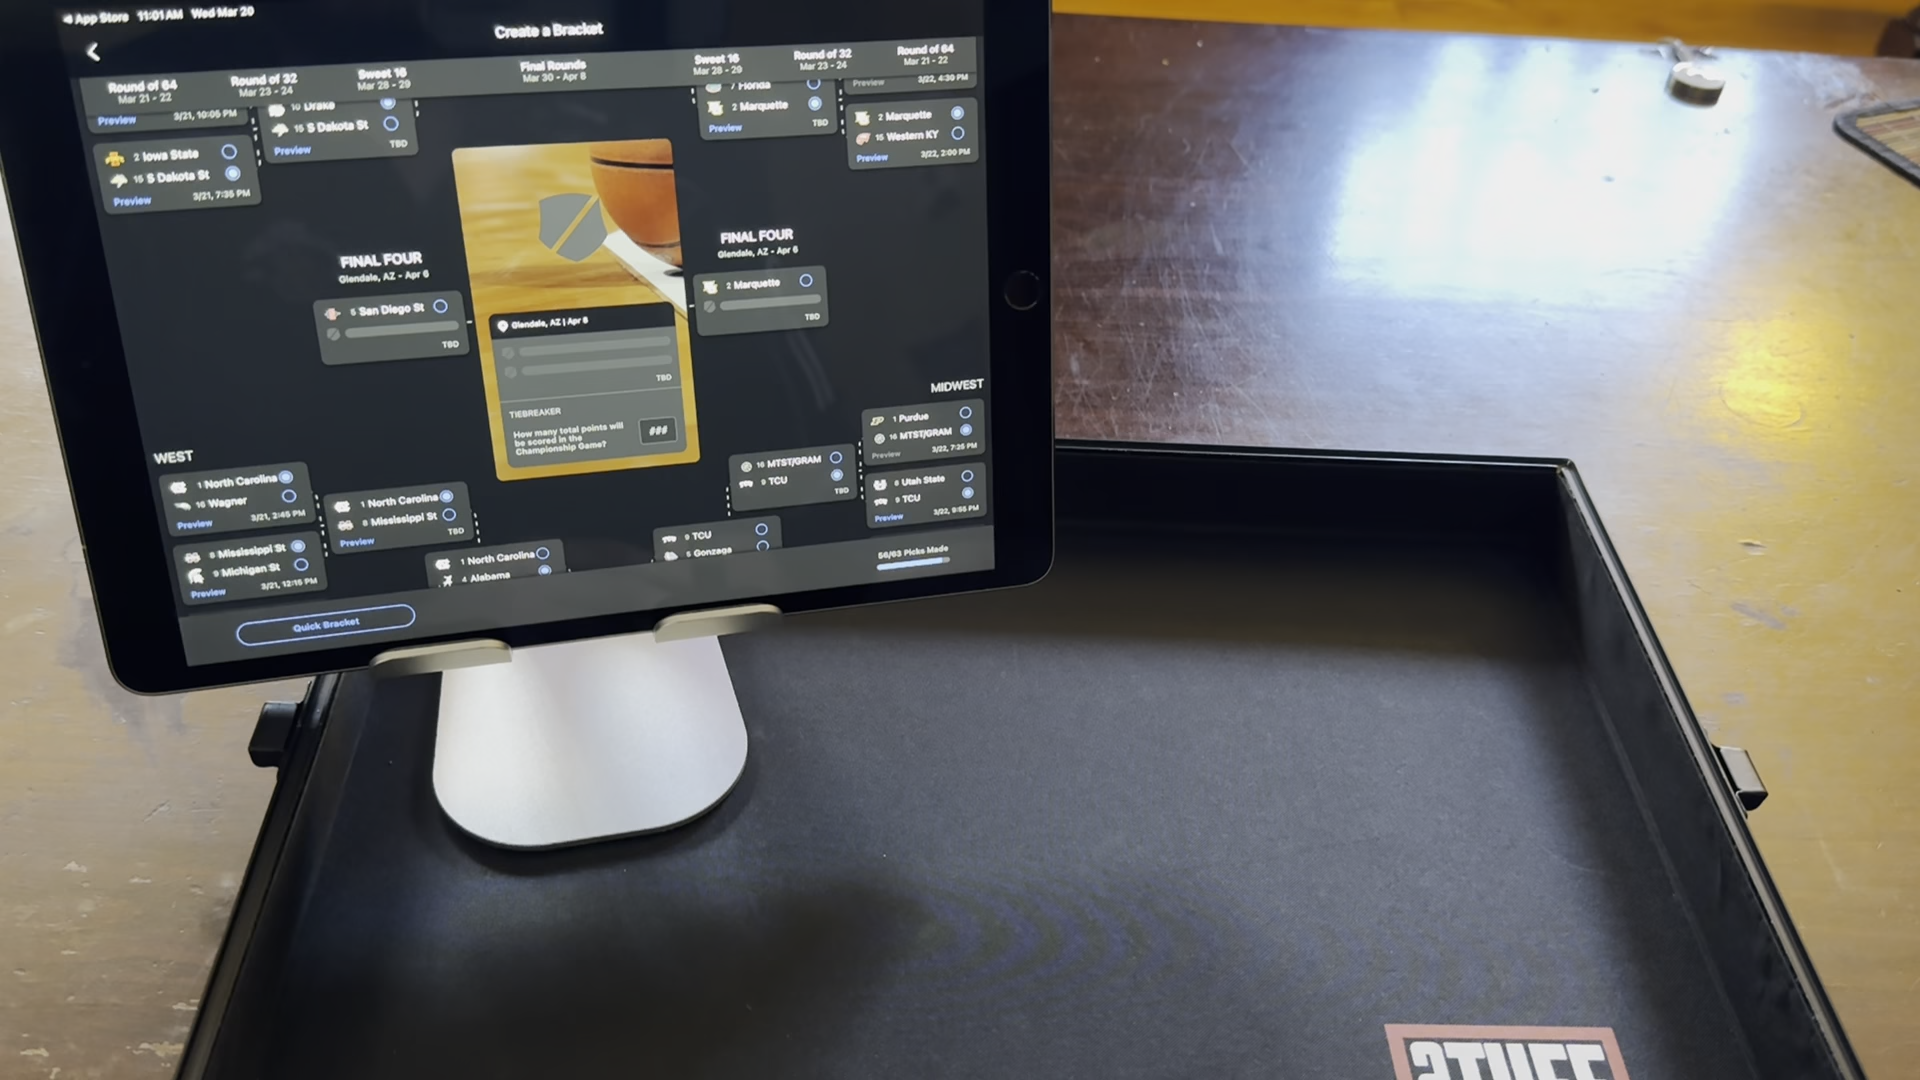 App Store 11:01 AM Wed Mar 20
Create a Bracket
Round of 64
Mar 21 - 22
Round of 32
Mar 23 - 24
Sweet 16
Mar 28 - 29
Final Rounds
Mar 30 - Apr 8
Sweet 16
Mar 28 - 29
Round of 32
Mar 23 - 24
Round of 64
Mar 21 - 22
Preview 3/21, 10:05 PM
2 Iowa State
15 S Dakota St
Preview 3/21, 7:35 PM
10 Drake
15 S Dakota St
Preview TBD
7 Florida
2 Marquette
Preview TBD
Preview 3/22, 4:30 PM
2 Marquette
15 Western KY
Preview 3/22, 2:00 PM
FINAL FOUR
Glendale, AZ - Apr 6
5 San Diego St
TBD
Glendale, AZ | Apr 8
TBD
TIEBREAKER
How many total points will
be scored in the
Championship Game?
###
FINAL FOUR
Glendale, AZ - Apr 6
2 Marquette
TBD
WEST
1 North Carolina
16 Wagner
Preview 3/21, 2:45 PM
8 Mississippi St
9 Michigan St
Preview 3/21, 12:15 PM
1 North Carolina
8 Mississippi St
Preview TBD
1 North Carolina
4 Alabama
MIDWEST
1 Purdue
16 MTST/GRAM
Preview 3/22, 7:25 PM
8 Utah State
9 TCU
Preview 3/22, 9:55 PM
16 MTST/GRAM
9 TCU
TBD
9 TCU
5 Gonzaga
56/63 Picks Made
Quick Bracket